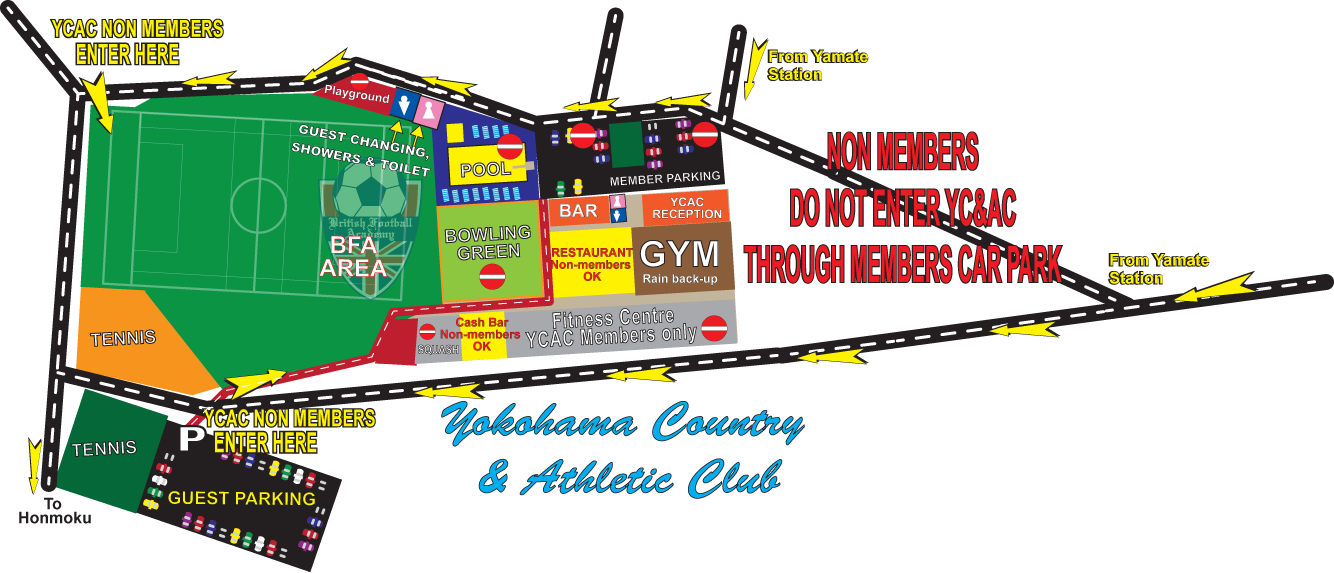 YCAC NON MEMBERS
ENTER HERE
From Yamate
Station
Playground
GUEST CHANGING,
SHOWERS & TOILET
POOL
MEMBER PARKING
NON MEMBERS
DO NOT ENTER YC&AC
THROUGH MEMBERS CAR PARK
BAR
YCAC
RECEPTION
British Football
Academy
BFA
AREA
BOWLING
GREEN
RESTAURANT
Non-members
OK
GYM
Rain back-up
From Yamate
Station
TENNIS
SQUASH
Cash Bar
Non-members
OK
Fitness Centre
YCAC Members only
YCAC NON MEMBERS
P ENTER HERE
Yokohama Country
& Athletic Club
TENNIS
GUEST PARKING
To
Honmoku